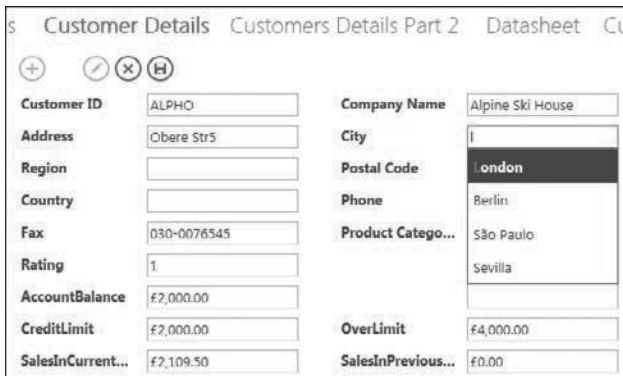 s Customer Details Customers Details Part 2 Datasheet Cu
Customer ID ALPHO Company Name Alpine Ski House
Address Obere Str5 City l
Region Postal Code London
Country Phone Berlin
Fax 030-0076545 Product Catego... São Paulo
Rating 1 Sevilla
AccountBalance £2,000.00
CreditLimit £2,000.00 OverLimit £4,000.00
SalesInCurrent... £2,109.50 SalesInPrevious... £0.00